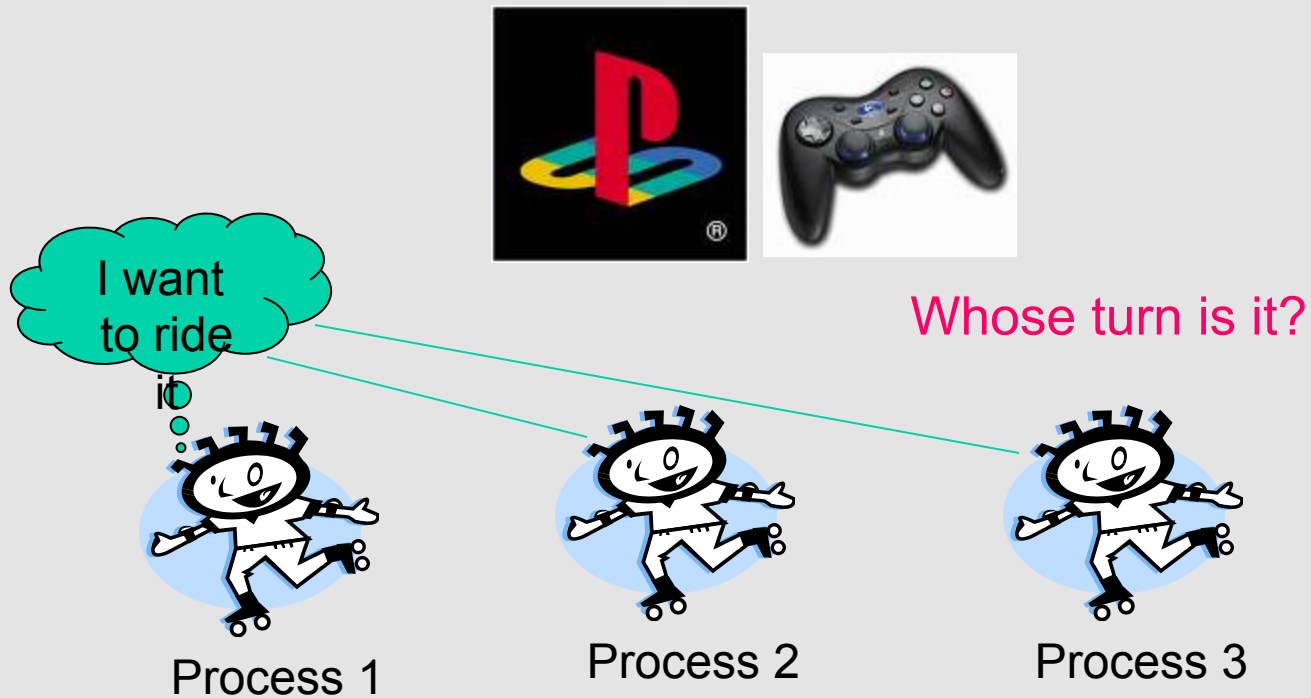 ®
I want
to ride
it
Whose turn is it?
Process 1
Process 2
Process 3